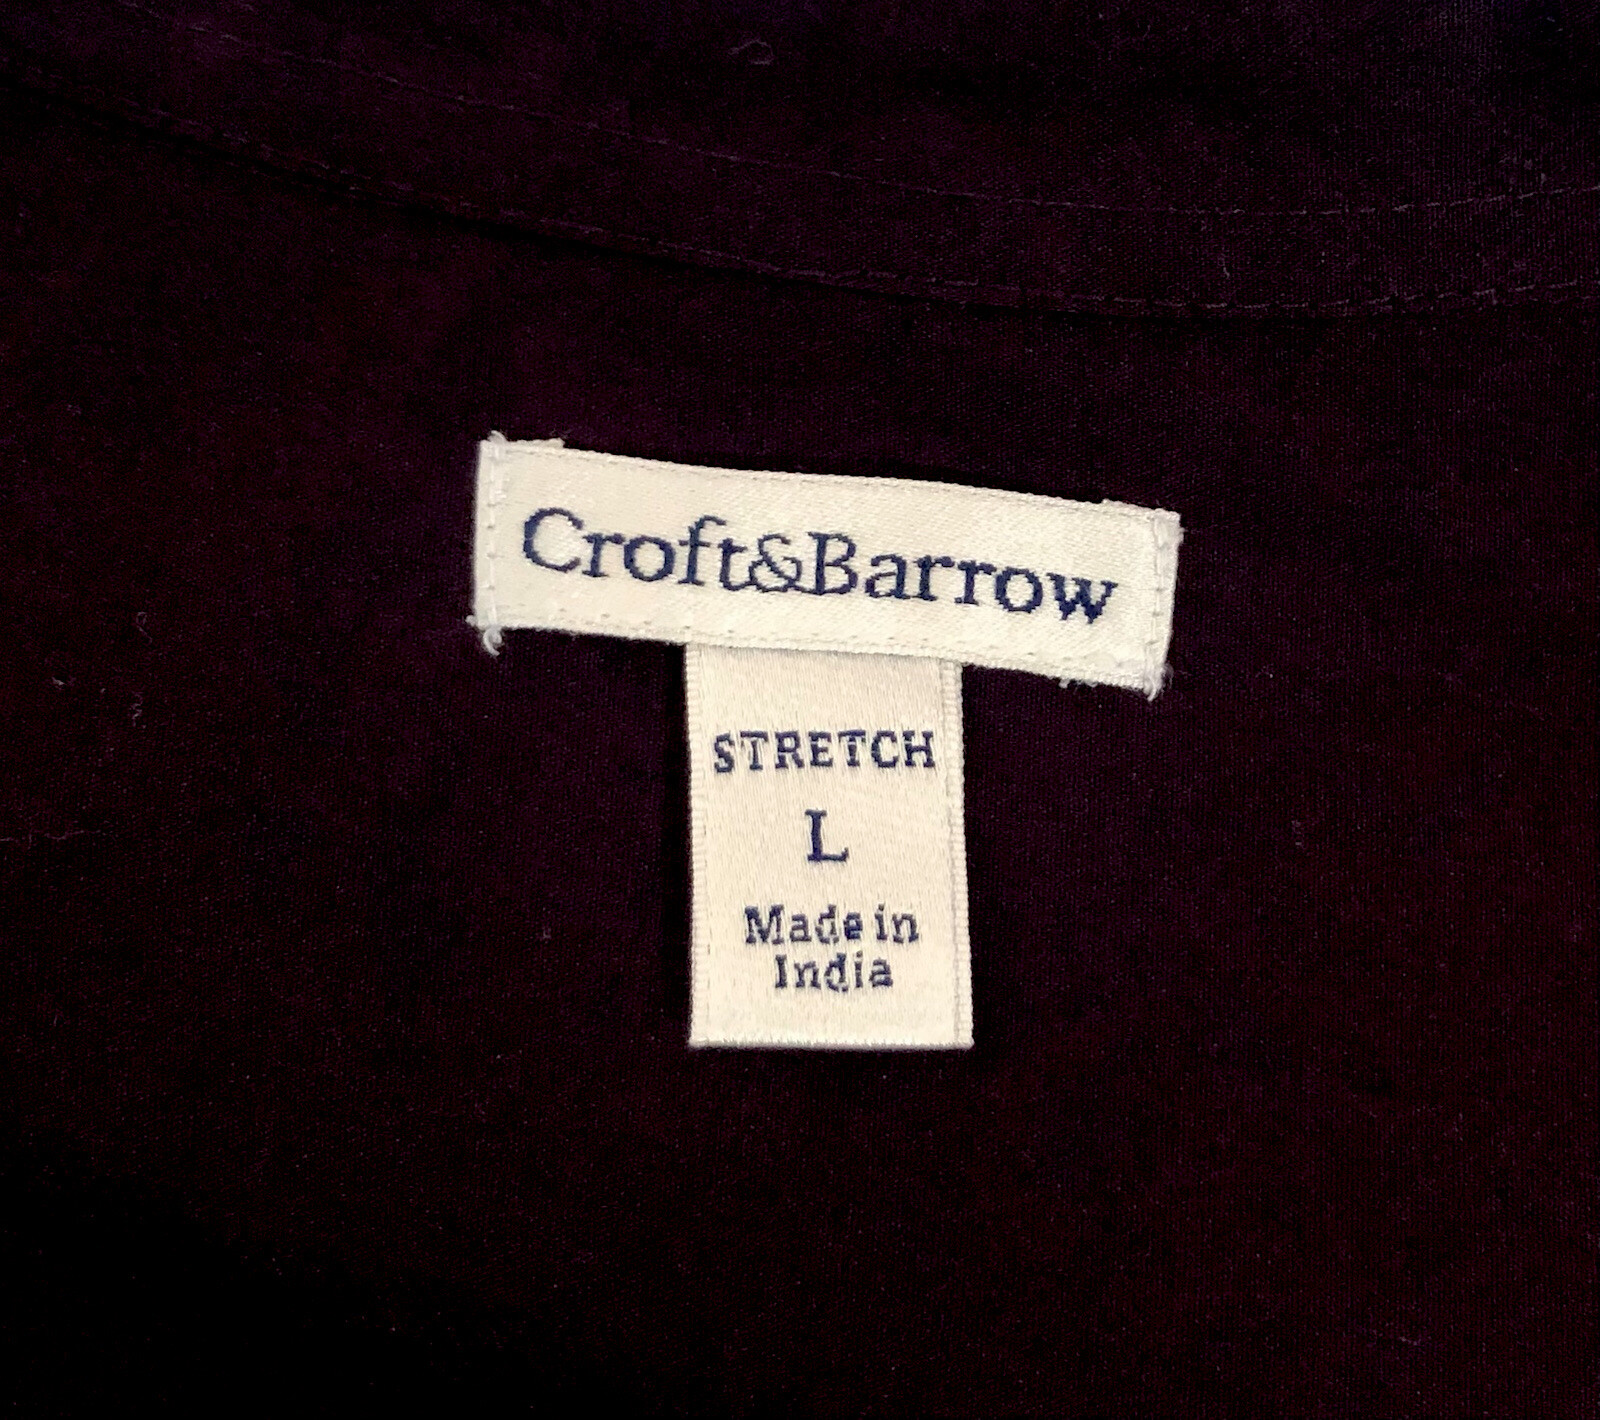 Croft&Barrow
STRETCH
L
Made in
India